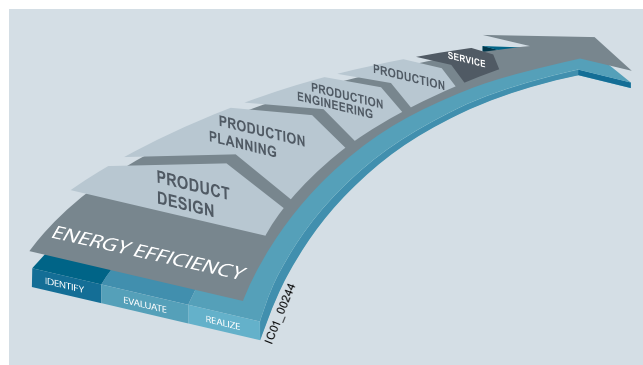 SERVICE
PRODUCTION
PRODUCTION
ENGINEERING
PRODUCTION
PLANNING
PRODUCT
DESIGN
ENERGY EFFICIENCY
IDENTIFY
EVALUATE
REALIZE
IC01_00244